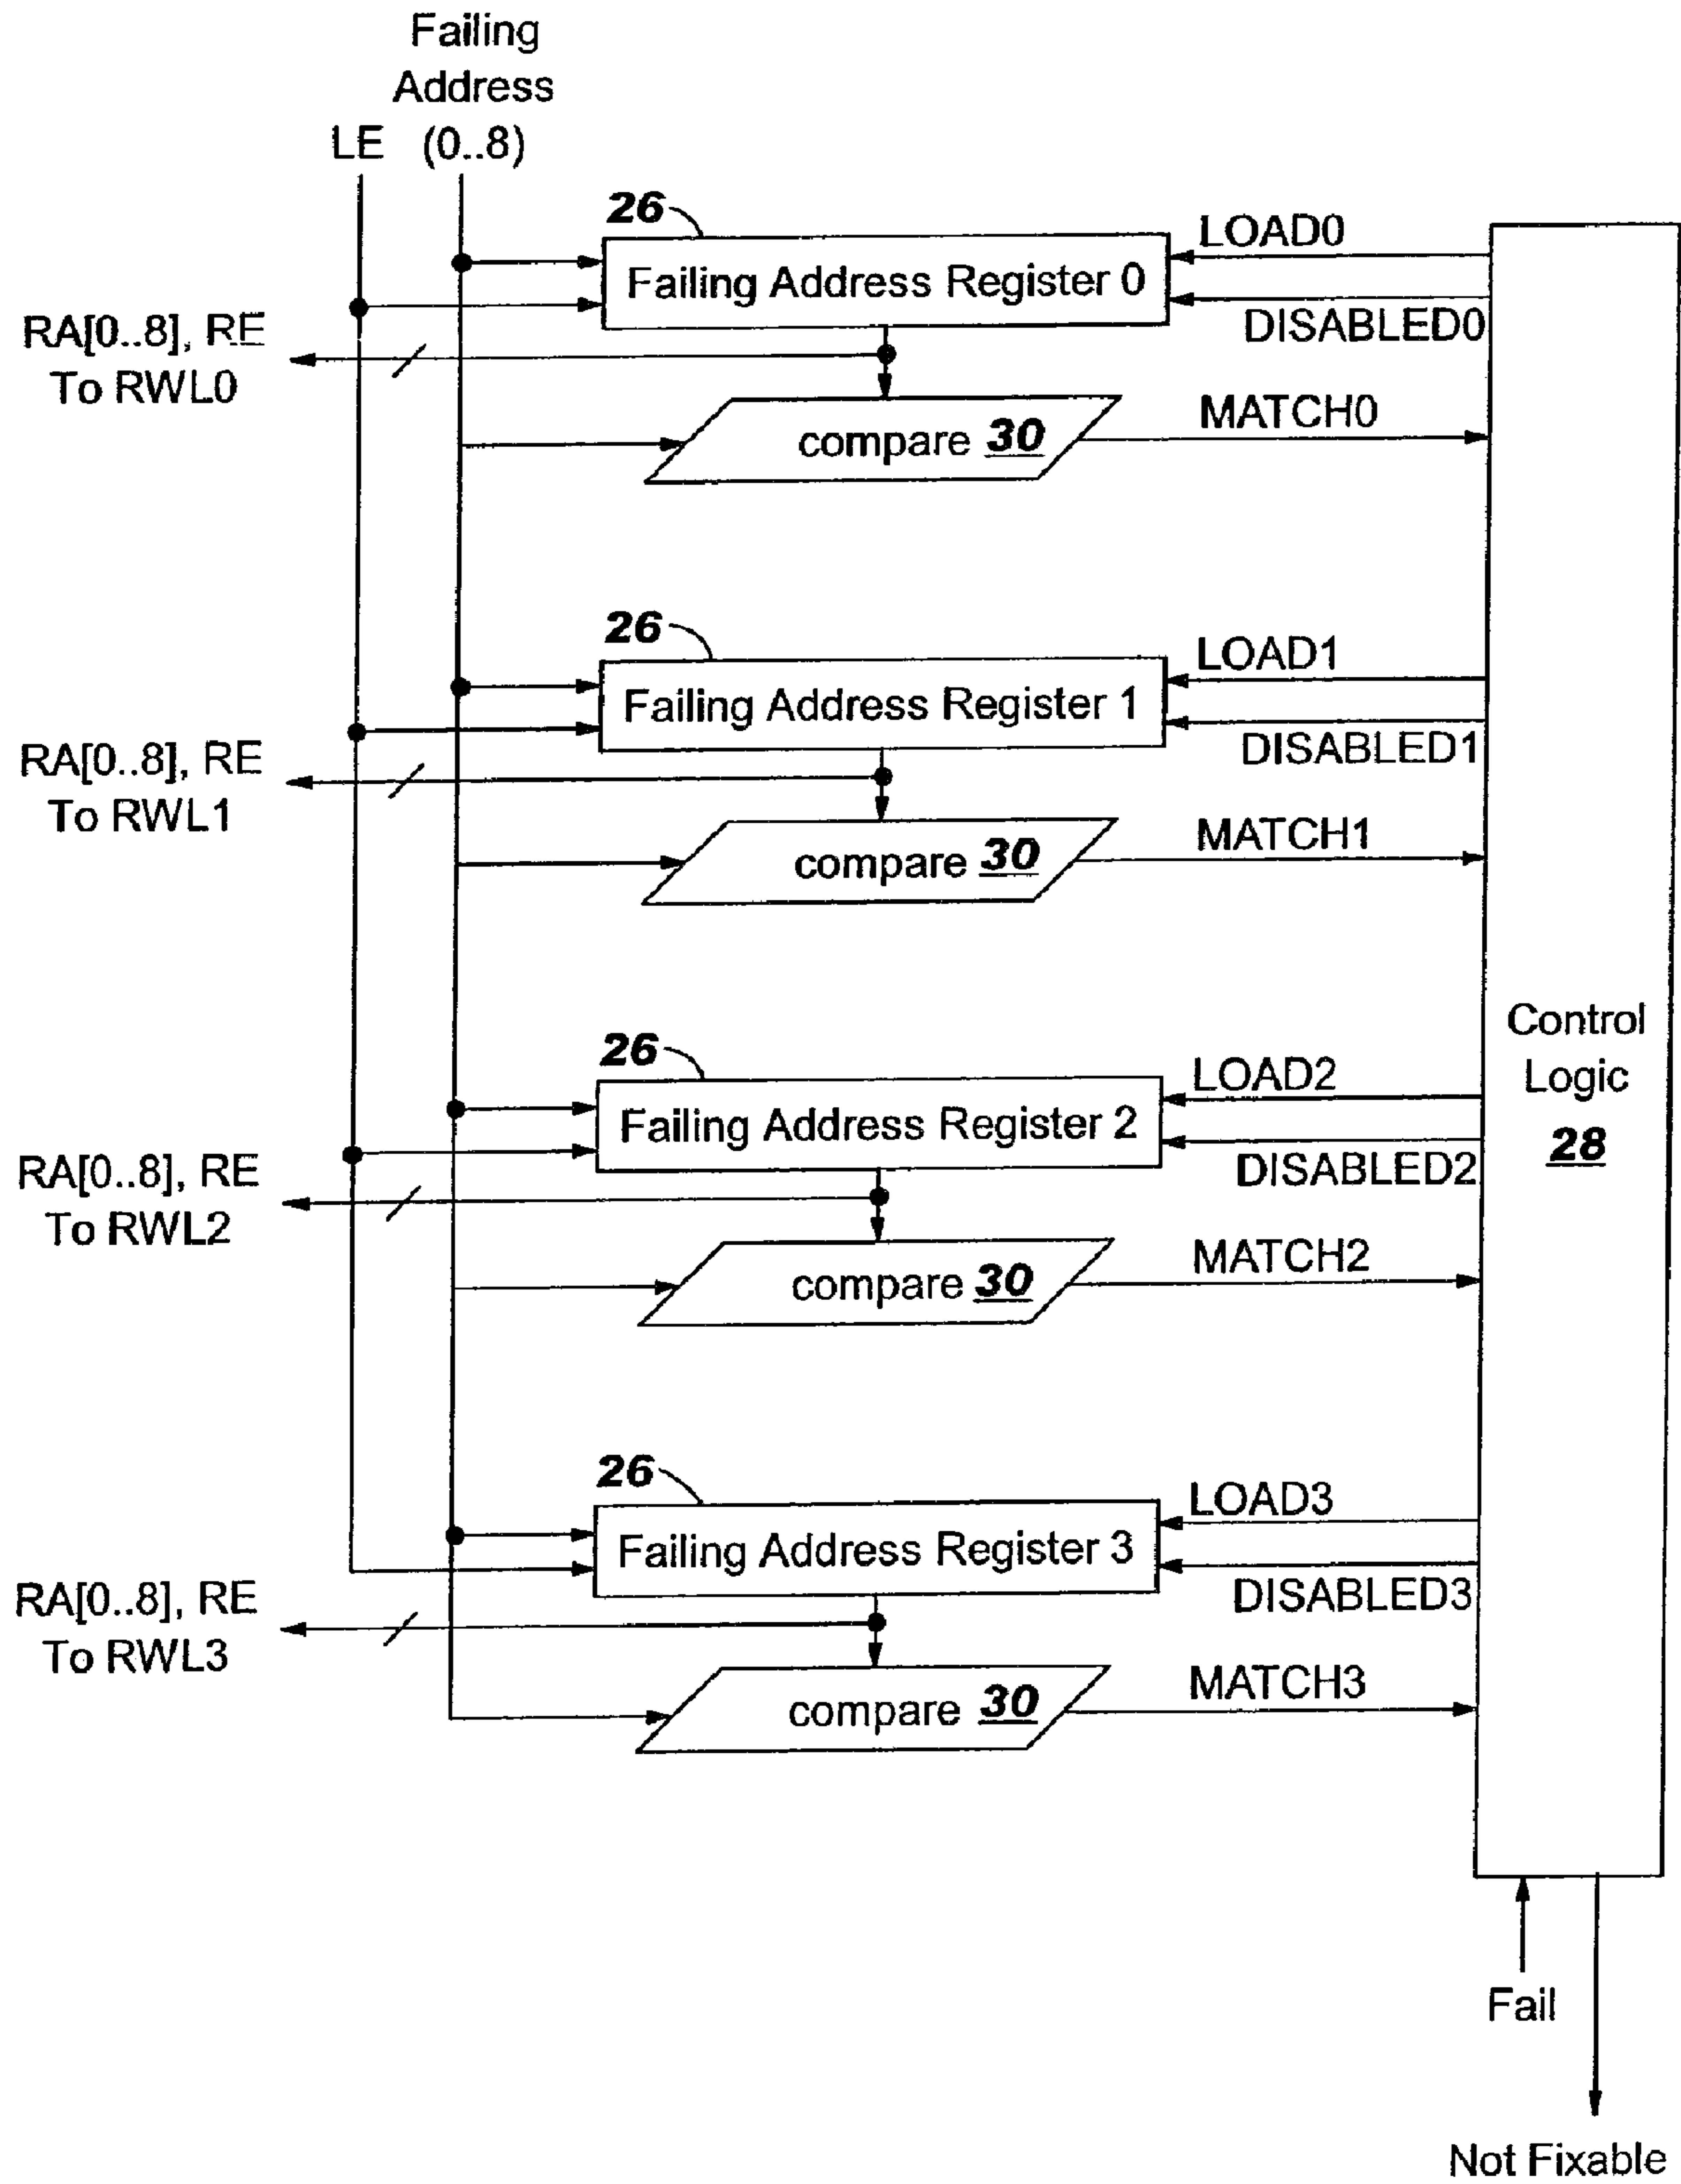 Failing
Address
LE (0..8)
26
LOAD0
Failing Address Register 0
DISABLED0
RA[0..8], RE
To RWL0
MATCH0
compare 30
26
LOAD1
Failing Address Register 1
DISABLED1
RA[0..8], RE
To RWL1
MATCH1
compare 30
Control
Logic
28
26
LOAD2
Failing Address Register 2
DISABLED2
RA[0..8], RE
To RWL2
MATCH2
compare 30
26
LOAD3
Failing Address Register 3
DISABLED3
RA[0..8], RE
To RWL3
MATCH3
compare 30
Fail
Not Fixable